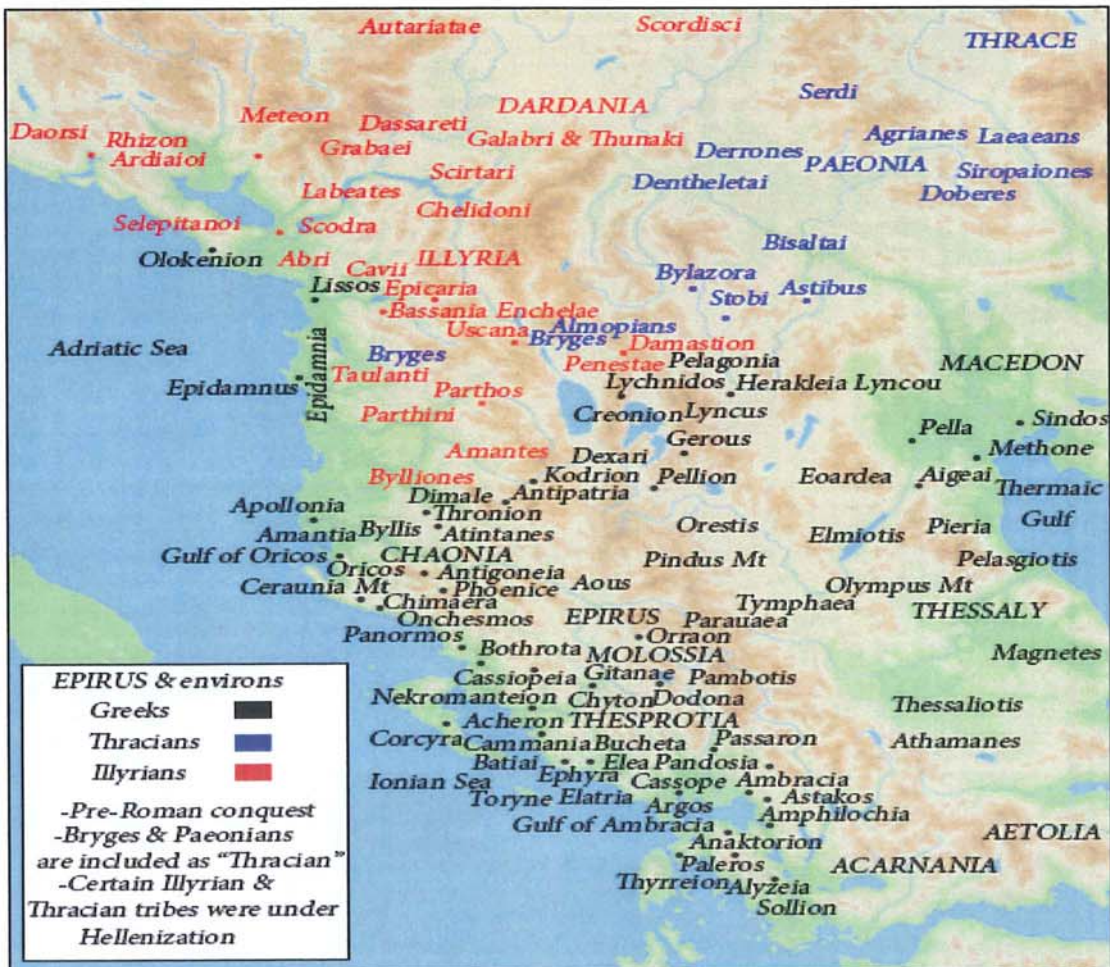 Autariatae
Scordisci
THRACE
Serdi
Meteon
DARDANIA
Dassareti
Daorsi
Rhizon
Galabri & Thunaki
Agrianes
Laeaeans
Ardiaioi
Grabaei
Derrones
PAEONIA
Scirtari
Siropaiones
Labeates
Dentheletai
Doberes
Chelidoni
Selepitanoi
Scodra
Bisaltai
Olokenion
Abri
Cavii
ILLYRIA
Bylazora
Lissos
Epicaria
Stobi
Astibus
Bassania
Enchelae
Uscana
Almopians
Bryges
Damastion
Adriatic Sea
Epidamnia
Bryges
Penestae
Pelagonia
MACEDON
Epidamnus
Taulanti
Parthos
Lychnidos
Herakleia Lyncou
Parthini
Creonion
Lyncus
Sindos
Pella
Gerous
Methone
Amantes
Dexari
Bylliones
Kodrion
Pellion
Eoardea
Aigeai
Thermaic
Gulf
Dimale
Antipatria
Apollonia
Thronion
Amantia
Byllis
Atintanes
Orestis
Elmiotis
Pieria
Gulf of Oricos
CHAONIA
Pindus Mt
Pelasgiotis
Oricos
Antigoneia
Aous
Ceraunia Mt
Phoenice
Olympus Mt
Chimaera
Tymphaea
Onchesmos
EPIRUS
Parauaea
THESSALY
Panormos
Orraon
Bothrota
MOLOSSIA
Magnetes
Cassiopeia
Gitanae
Pambotis
Nekromanteion
Chyton
Dodona
Thessaliotis
Acheron
THESPROTIA
Corcyra
Cammania
Bucheta
Passaron
Athamanes
Batiai
Elea
Pandosia
Ionian Sea
Ephyra
Cassope
Ambracia
Toryne
Elatria
Argos
Astakos
Amphilochia
Gulf of Ambracia
AETOLIA
Anaktorion
Paleros
ACARNANIA
Thyrreion
Alyzeia
Sollion
EPIRUS & environs
Greeks
Thracians
Illyrians
-Pre-Roman conquest
-Bryges & Paeonians
are included as “Thracian”
-Certain Illyrian &
Thracian tribes were under
Hellenization